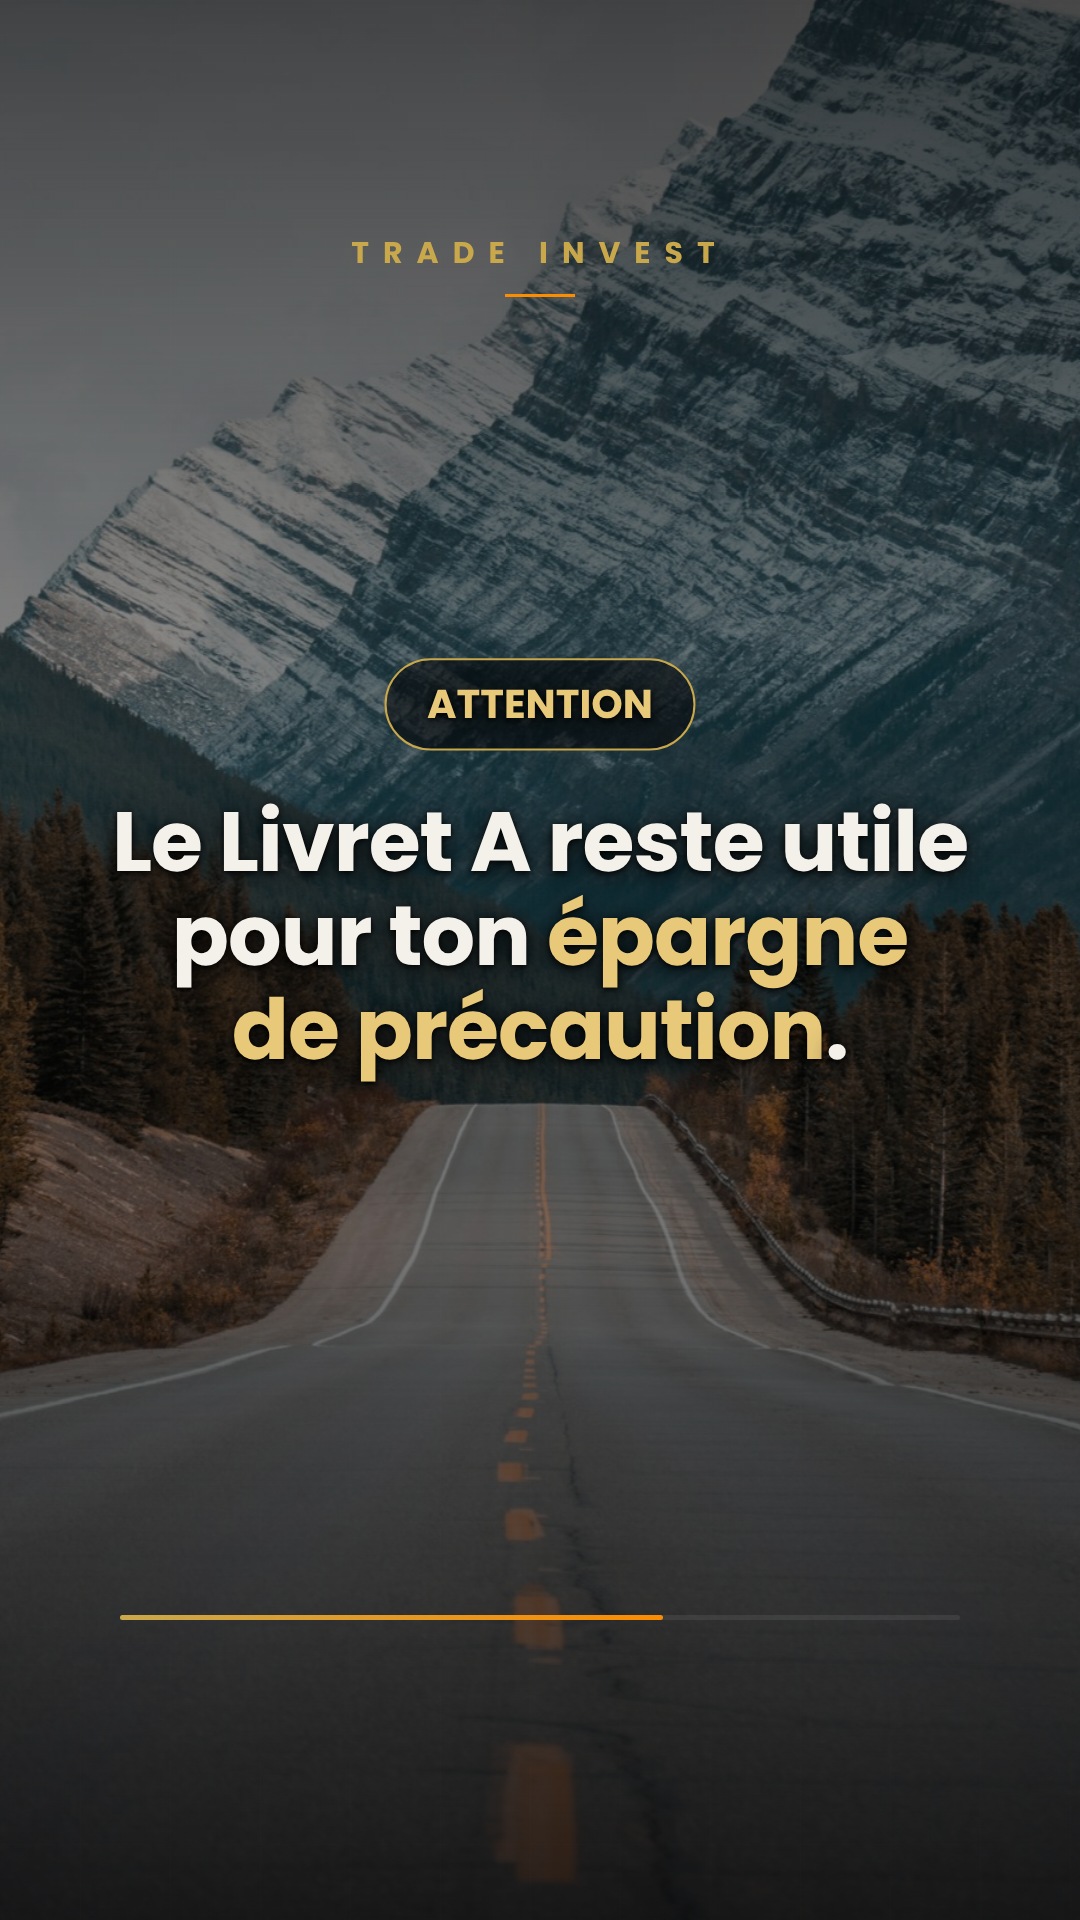 TRADE INVEST
ATTENTION
Le Livret A reste utile
pour ton épargne
de précaution.